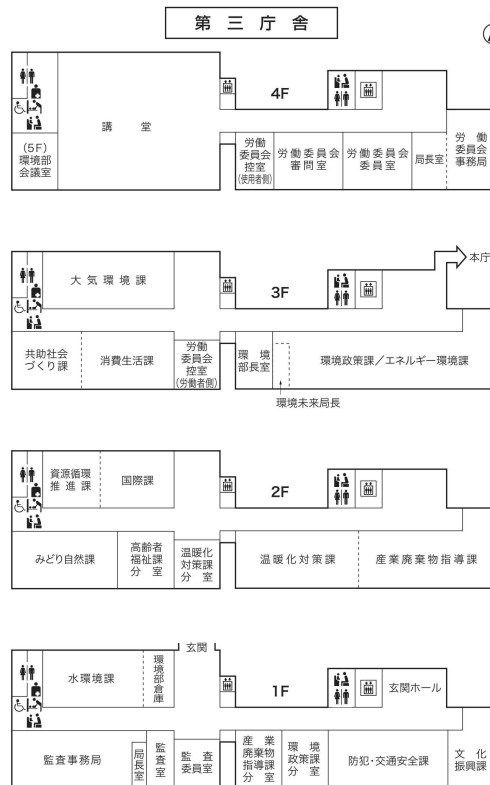 第三庁舎
4F
講堂
(5F)
環境部
会議室
労働
委員会
控室
(使用者側)
労働委員会
審問室
労働委員会
委員室
局長室
労働
委員会
事務局
本庁
大気環境課
3F
共助社会
づくり課
消費生活課
労働
委員会
控室
(労働者側)
環境
部長室
環境政策課／エネルギー環境課
環境未来局長
資源循環
推進課
国際課
2F
みどり自然課
高齢者
福祉課
分室
温暖化
対策課
分室
温暖化対策課
産業廃棄物指導課
玄関
水環境課
環境部倉庫
1F
玄関ホール
監査事務局
局長室
監査室
監査
委員室
産業
廃棄物
指導課
分室
環境
政策課
分室
防犯・交通安全課
文化
振興課